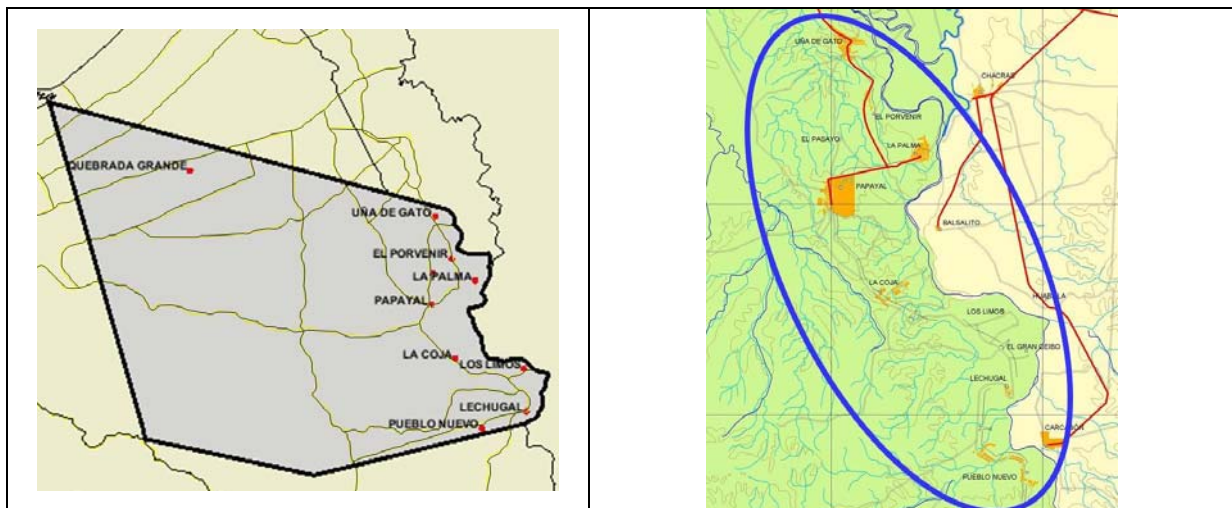 QUEBRADA GRANDE
UÑA DE GATO
EL PORVENIR
LA PALMA
PAPAYAL
LA COJA
LOS LIMOS
LECHUGAL
PUEBLO NUEVO
UÑA DE GATO
CHACRAS
EL PORVENIR
EL PASAYO
LA PALMA
PAPAYAL
BALSALITO
LA COJA
LOS LIMOS
EL GRAN CEIBO
LECHUGAL
PUEBLO NUEVO